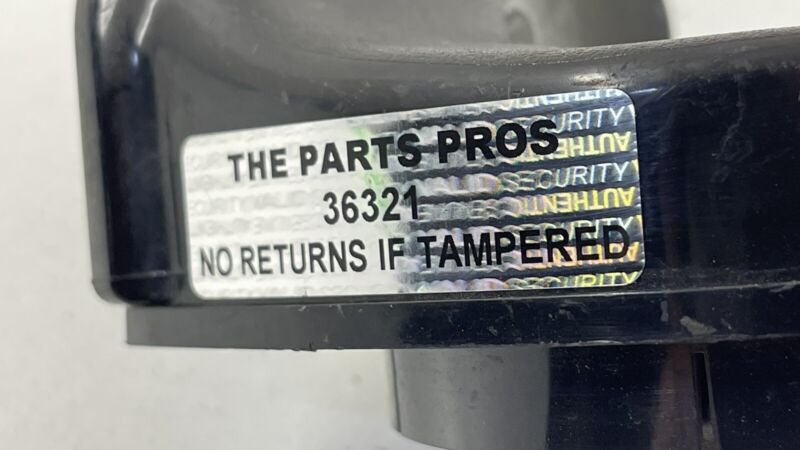 THE PARTS PROS
36321
NO RETURNS IF TAMPERED